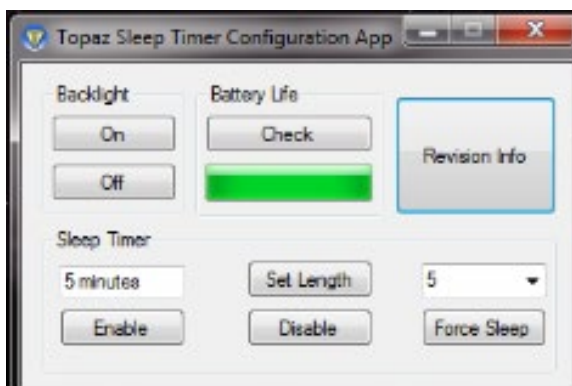 Topaz Sleep Timer Configuration App
Backlight
Battery Life
On
Check
Revision Info
Off
Sleep Timer
5 minutes
Set Length
5
Enable
Disable
Force Sleep